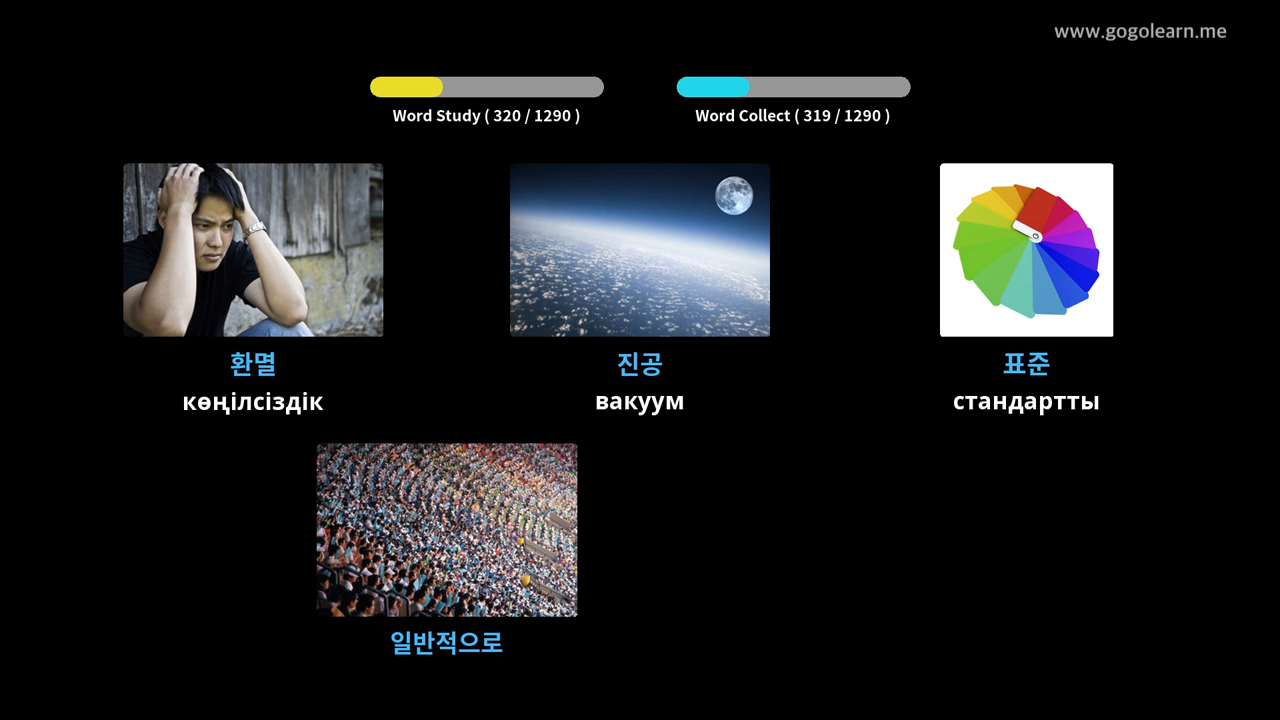 www.gogolearn.me
Word Study ( 320 / 1290 )
Word Collect ( 319 / 1290 )
환멸
көңілсіздік
진공
вакуум
표준
стандартты
일반적으로